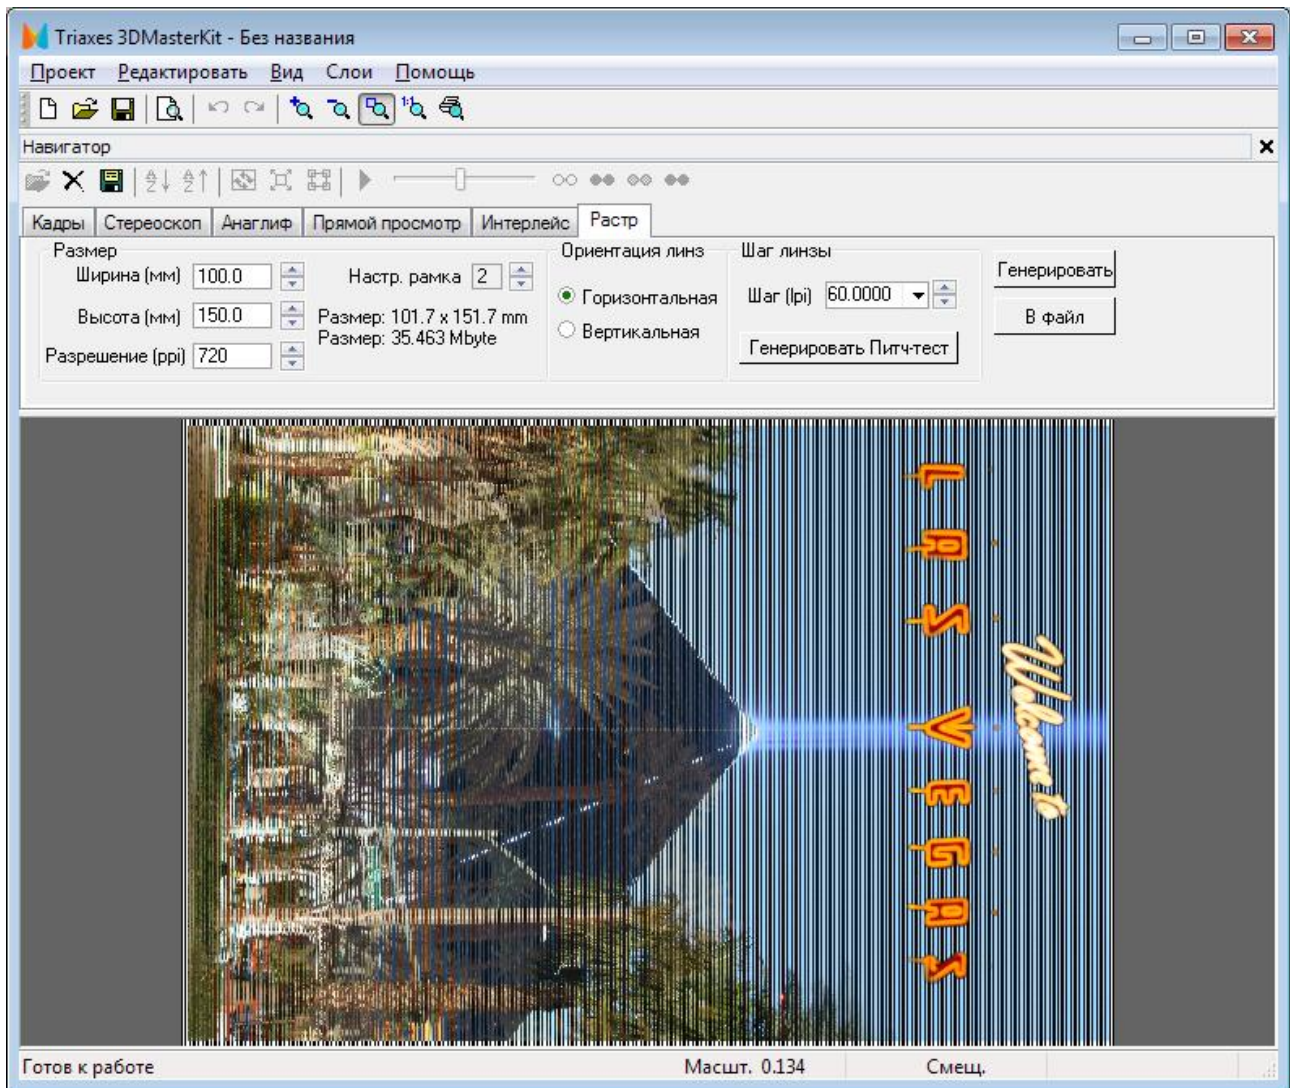 Triaxes 3DMasterKit - Без названия
Проект Редактировать Вид Слои Помощь
1:1
Навигатор
Кадры Стереоскоп Анаглиф Прямой просмотр Интерлейс Растр
Размер Ориентация линз Шаг линзы
Ширина (мм) 100.0 Настр. рамка 2 Горизонтальная Шаг (lpi) 60.0000 Генерировать
Высота (мм) 150.0 Размер: 101.7 x 151.7 mm Вертикальная В файл
Размер: 35.463 Mbyte
Разрешение (ppi) 720 Генерировать Питч-тест
Welcome to
LAS VEGAS
Готов к работе Масшт. 0.134 Смещ.